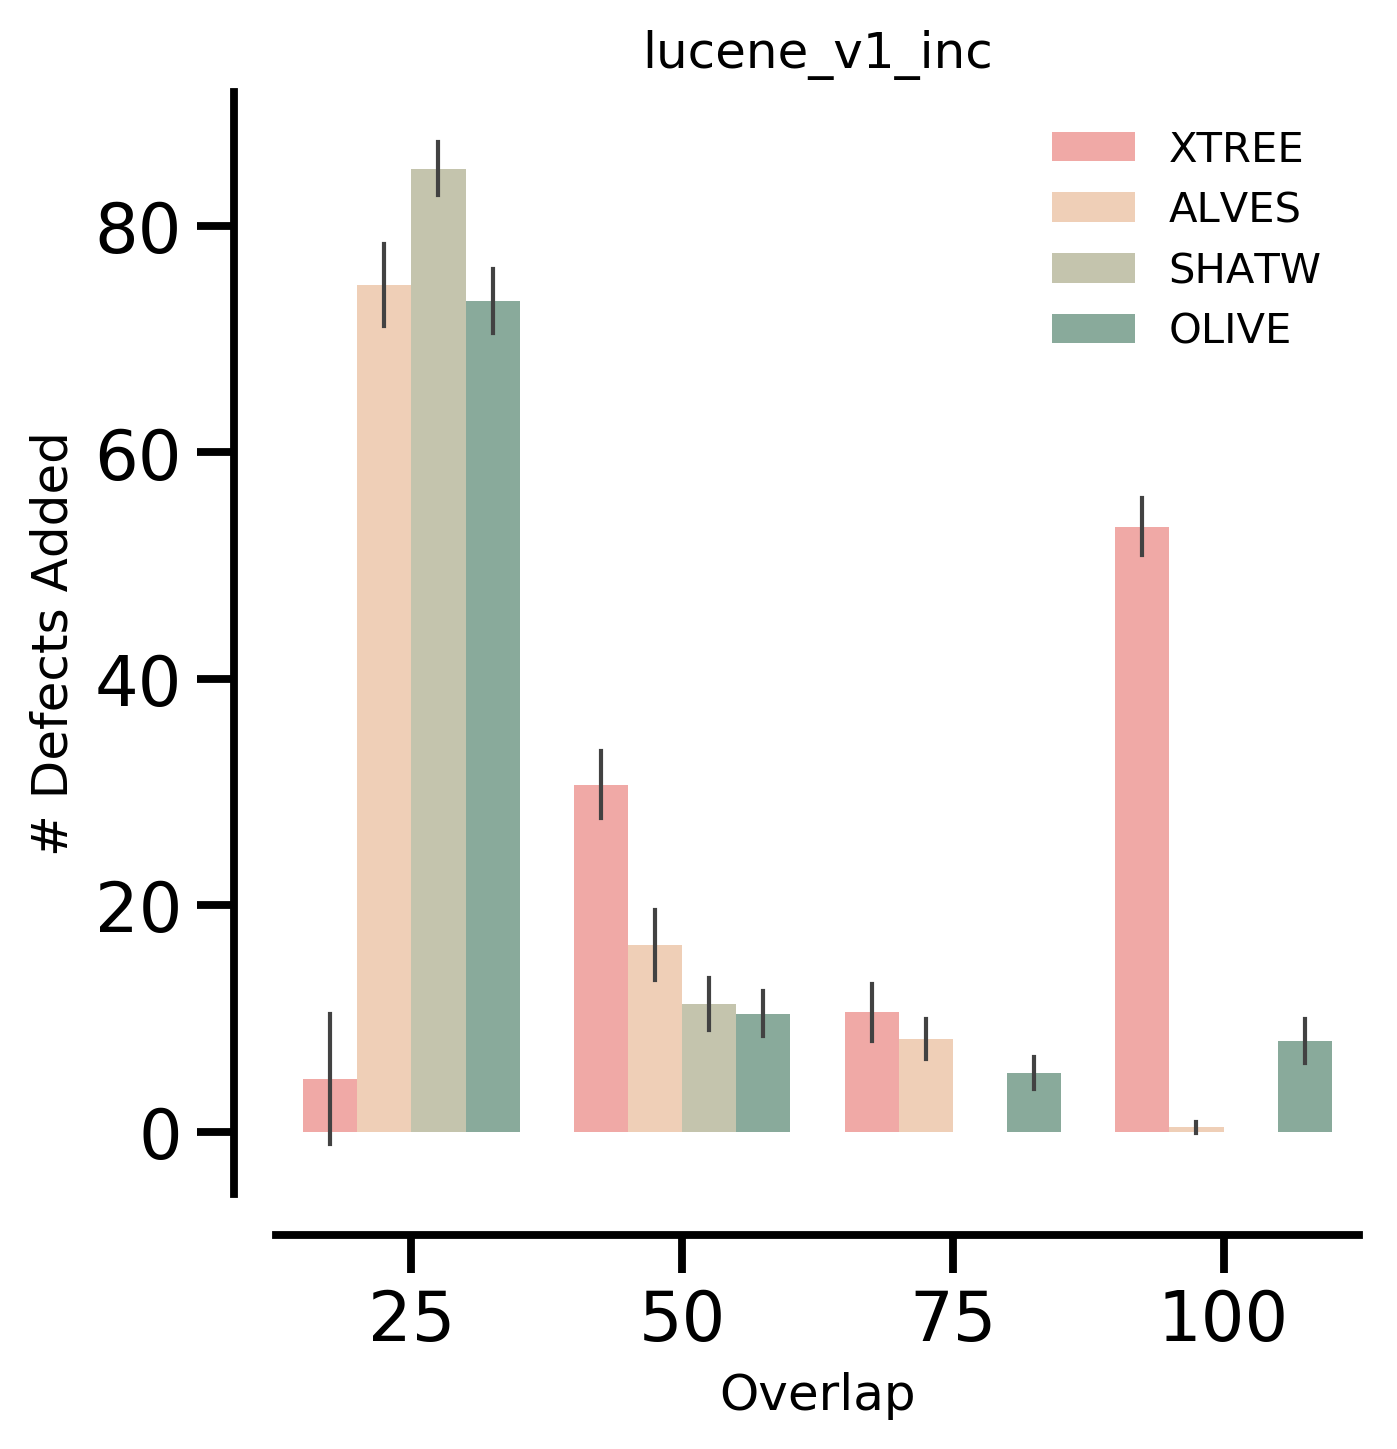 lucene_v1_inc
XTREE
ALVES
SHATW
OLIVE
# Defects Added
80
60
40
20
0
25 50 75 100
Overlap